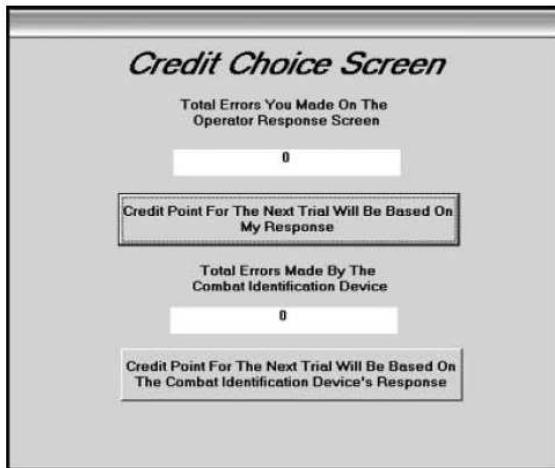 Credit Choice Screen
Total Errors You Made On The
Operator Response Screen
0
Credit Point For The Next Trial Will Be Based On
My Response
Total Errors Made By The
Combat Identification Device
0
Credit Point For The Next Trial Will Be Based On
The Combat Identification Device's Response